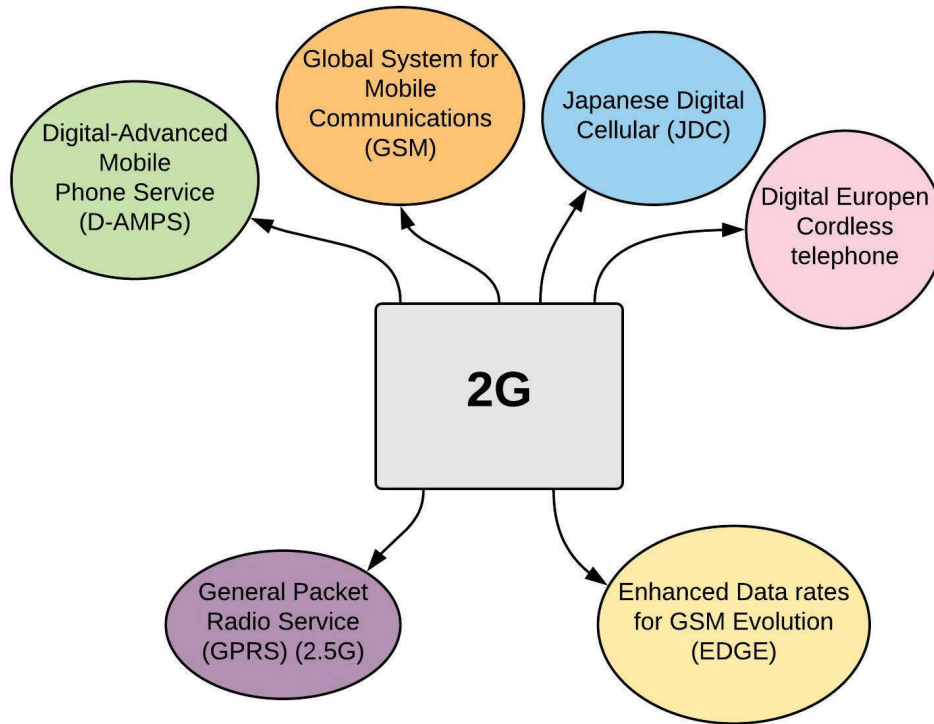 Global System for
Mobile
Communications
(GSM)
Japanese Digital
Cellular (JDC)
Digital-Advanced
Mobile
Phone Service
(D-AMPS)
Digital Europen
Cordless
telephone
2G
General Packet
Radio Service
(GPRS) (2.5G)
Enhanced Data rates
for GSM Evolution
(EDGE)